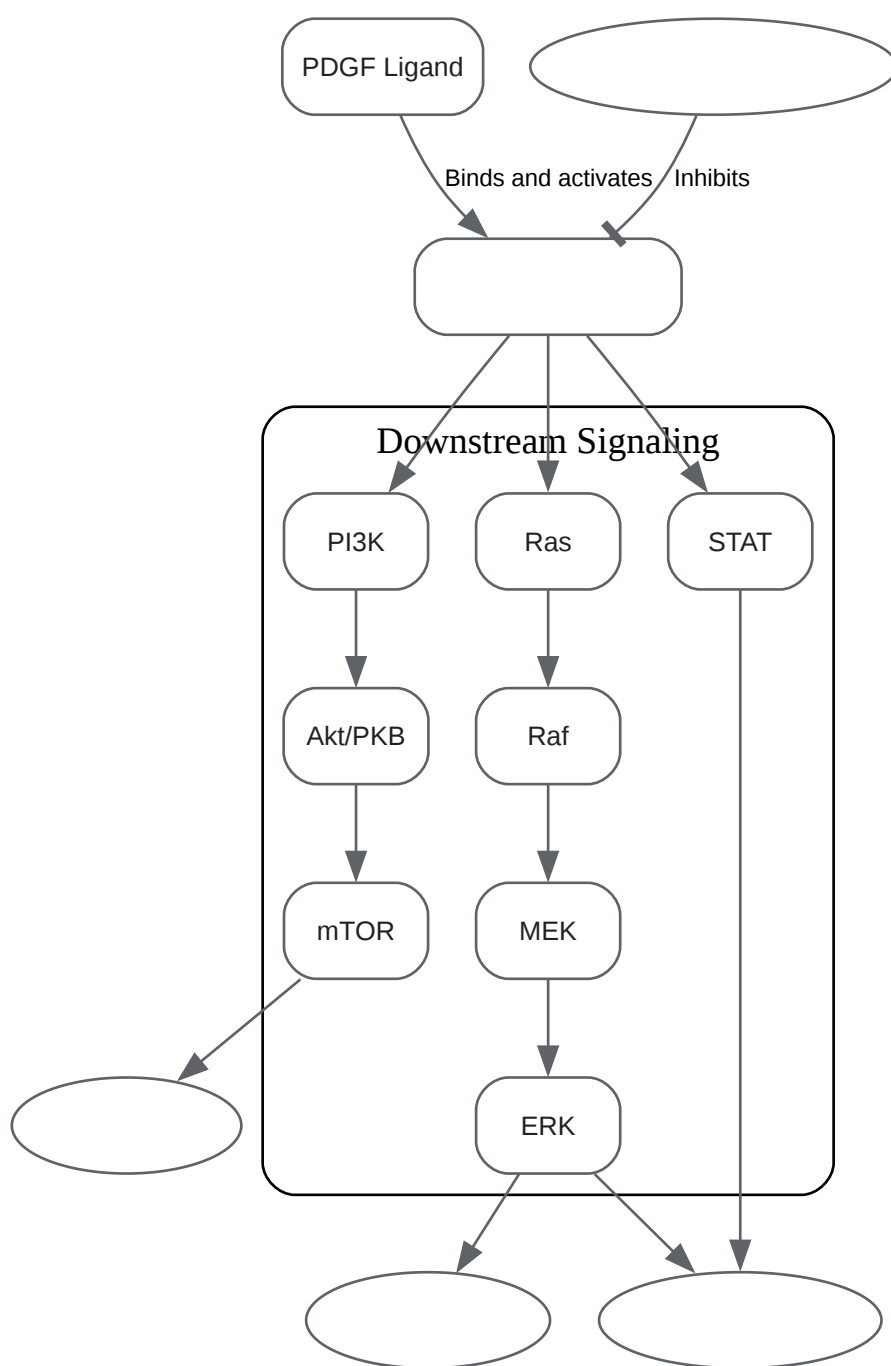 PDGF Ligand
Binds and activates
Inhibits
Downstream Signaling
PI3K
Ras
STAT
Akt/PKB
Raf
mTOR
MEK
ERK